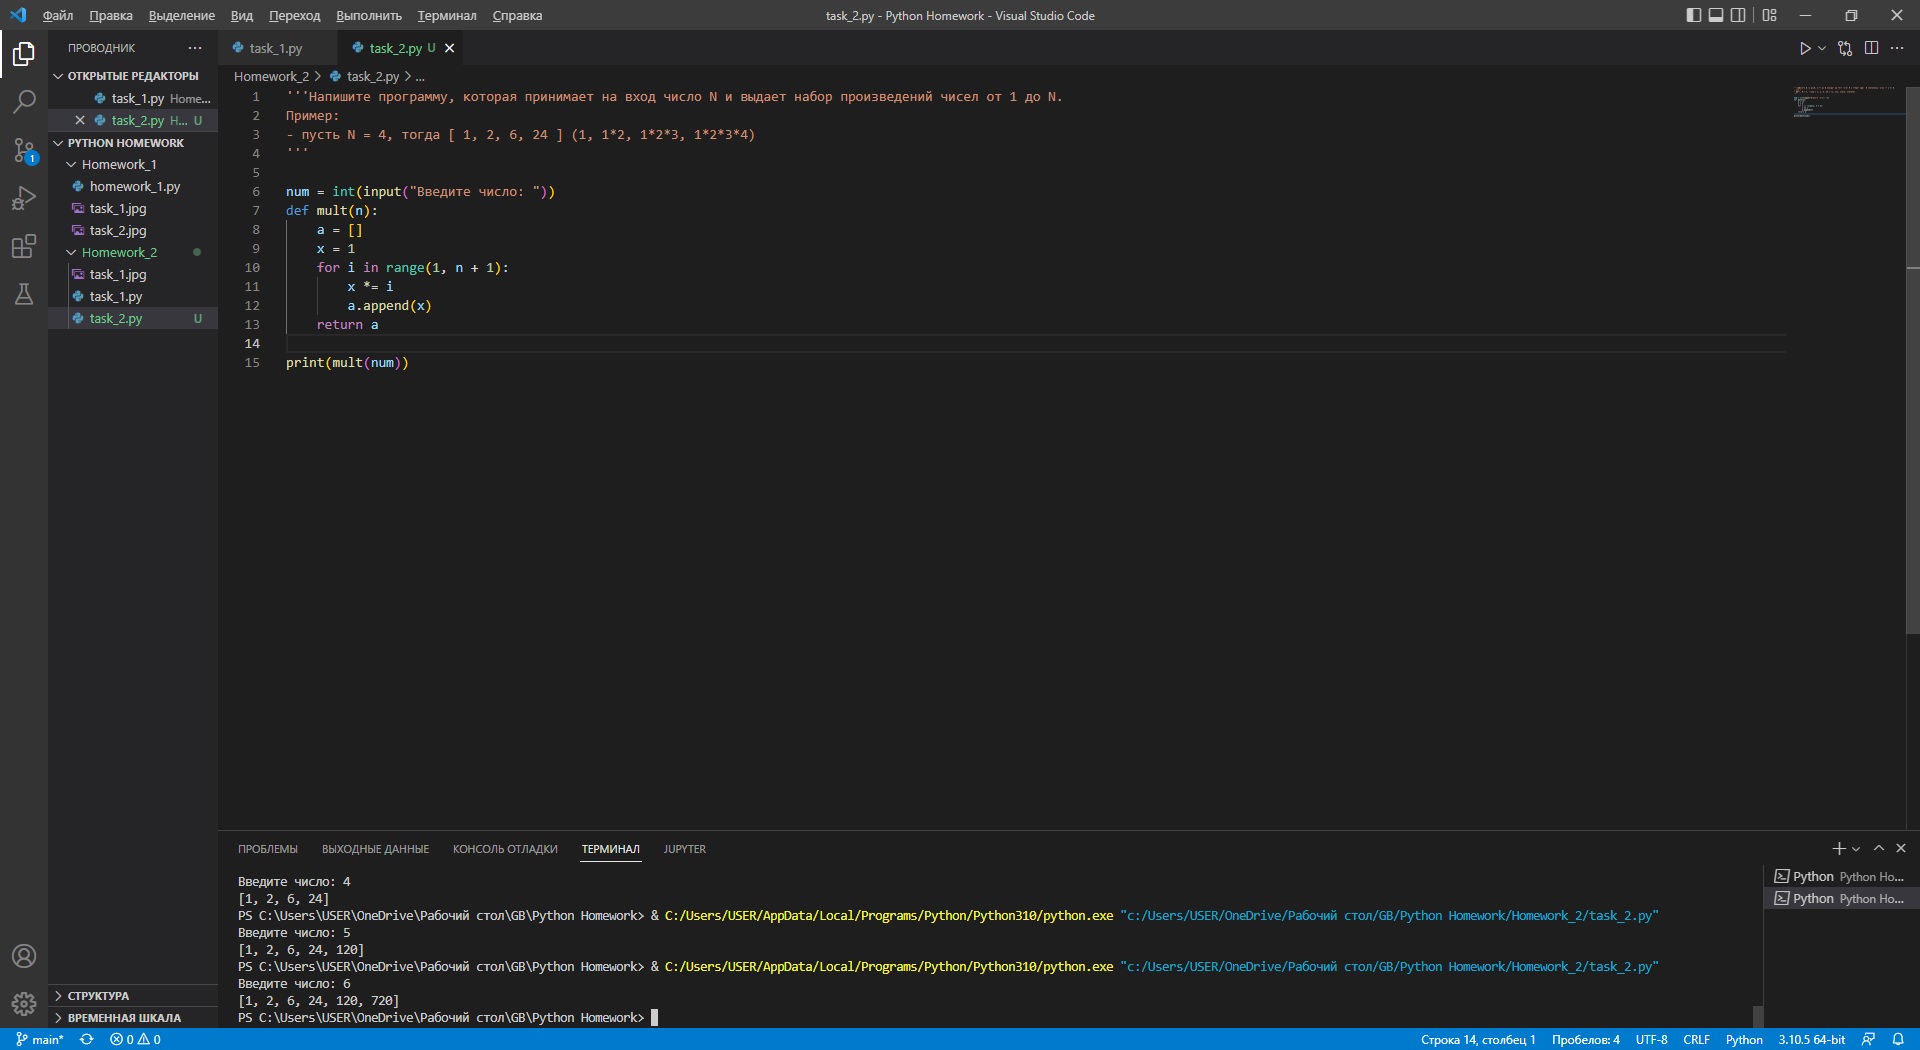 Файл Правка Выделение Вид Переход Выполнить Терминал Справка
task_2.py - Python Homework - Visual Studio Code
ПРОВОДНИК
ОТКРЫТЫЕ РЕДАКТОРЫ
task_1.py Home...
task_2.py H... U
PYTHON HOMEWORK
Homework_1
homework_1.py
task_1.jpg
task_2.jpg
Homework_2
task_1.jpg
task_1.py
task_2.py U
СТРУКТУРА
ВРЕМЕННАЯ ШКАЛА
1
task_1.py
task_2.py U
Homework_2 > task_2.py > ...
1 '''Напишите программу, которая принимает на вход число N и выдает набор произведений чисел от 1 до N.
2 Пример:
3 - пусть N = 4, тогда [ 1, 2, 6, 24 ] (1, 1*2, 1*2*3, 1*2*3*4)
4 '''
5
6 num = int(input("Введите число: "))
7 def mult(n):
8     a = []
9     x = 1
10     for i in range(1, n + 1):
11         x *= i
12         a.append(x)
13     return a
14
15 print(mult(num))
ПРОБЛЕМЫ ВЫХОДНЫЕ ДАННЫЕ КОНСОЛЬ ОТЛАДКИ ТЕРМИНАЛ JUPYTER
Введите число: 4
[1, 2, 6, 24]
PS C:\Users\USER\OneDrive\Рабочий стол\GB\Python Homework> & C:/Users/USER/AppData/Local/Programs/Python/Python310/python.exe "c:/Users/USER/OneDrive/Рабочий стол/GB/Python Homework/Homework_2/task_2.py"
Введите число: 5
[1, 2, 6, 24, 120]
PS C:\Users\USER\OneDrive\Рабочий стол\GB\Python Homework> & C:/Users/USER/AppData/Local/Programs/Python/Python310/python.exe "c:/Users/USER/OneDrive/Рабочий стол/GB/Python Homework/Homework_2/task_2.py"
Введите число: 6
[1, 2, 6, 24, 120, 720]
PS C:\Users\USER\OneDrive\Рабочий стол\GB\Python Homework>
Python Python Ho...
Python Python Ho...
main* 0 0
Строка 14, столбец 1 Пробелов: 4 UTF-8 CRLF Python 3.10.5 64-bit